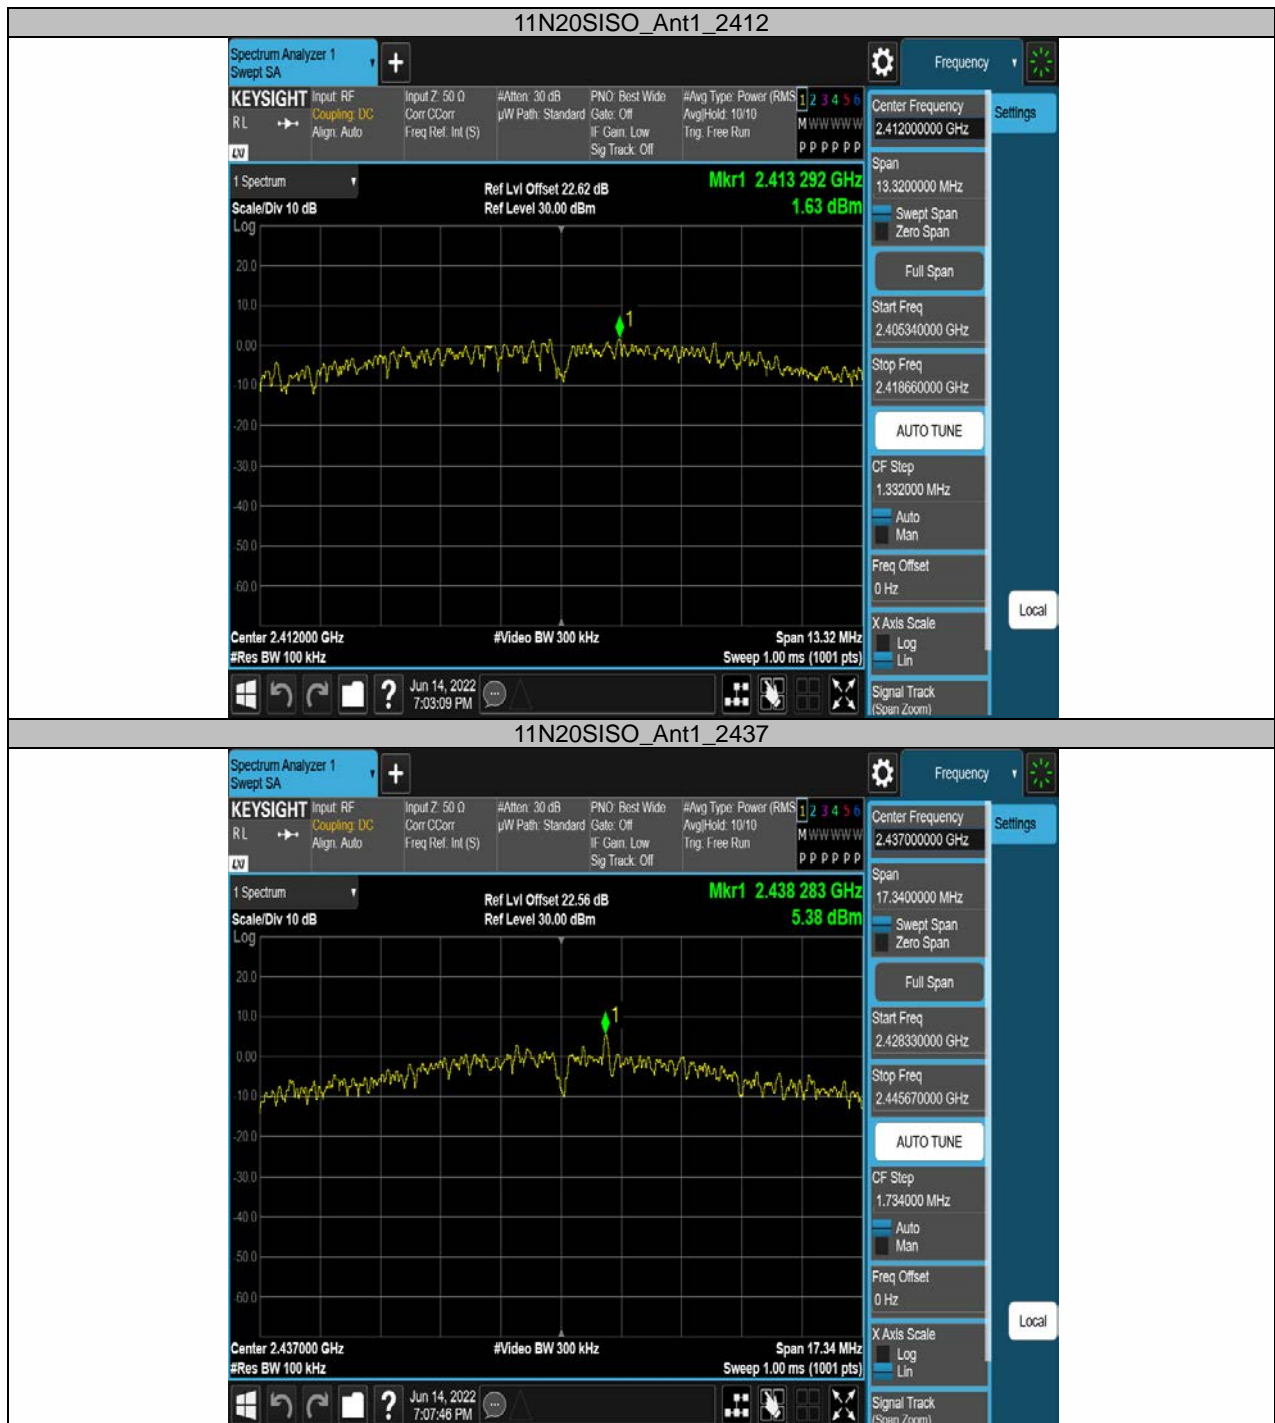 11N20SISO_Ant1_2412
Spectrum Analyzer 1
Swept SA
+
Frequency
KEYSIGHT
RL
LXI
Input: RF
Coupling: DC
Align: Auto
Input Z: 50 Ω
Corr CCorr
Freq Ref: Int (S)
#Atten: 30 dB
µW Path: Standard
PNO: Best Wide
Gate: Off
IF Gain: Low
Sig Track: Off
#Avg Type: Power (RMS
Avg|Hold: 10/10
Trig: Free Run
1 2 3 4 5 6
M W W W W W
P P P P P P
1 Spectrum
Scale/Div 10 dB
Log
Ref Lvl Offset 22.62 dB
Ref Level 30.00 dBm
Mkr1 2.413 292 GHz
1.63 dBm
1
20.0
10.0
0.00
-10.0
-20.0
-30.0
-40.0
-50.0
-60.0
Center 2.412000 GHz
#Res BW 100 kHz
#Video BW 300 kHz
Span 13.32 MHz
Sweep 1.00 ms (1001 pts)
Jun 14, 2022
7:03:09 PM
Center Frequency
2.412000000 GHz
Settings
Span
13.3200000 MHz
Swept Span
Zero Span
Full Span
Start Freq
2.405340000 GHz
Stop Freq
2.418660000 GHz
AUTO TUNE
CF Step
1.332000 MHz
Auto
Man
Freq Offset
0 Hz
Local
X Axis Scale
Log
Lin
Signal Track
(Span Zoom)
11N20SISO_Ant1_2437
Spectrum Analyzer 1
Swept SA
+
Frequency
KEYSIGHT
RL
LXI
Input: RF
Coupling: DC
Align: Auto
Input Z: 50 Ω
Corr CCorr
Freq Ref: Int (S)
#Atten: 30 dB
µW Path: Standard
PNO: Best Wide
Gate: Off
IF Gain: Low
Sig Track: Off
#Avg Type: Power (RMS
Avg|Hold: 10/10
Trig: Free Run
1 2 3 4 5 6
M W W W W W
P P P P P P
1 Spectrum
Scale/Div 10 dB
Log
Ref Lvl Offset 22.56 dB
Ref Level 30.00 dBm
Mkr1 2.438 283 GHz
5.38 dBm
1
20.0
10.0
0.00
-10.0
-20.0
-30.0
-40.0
-50.0
-60.0
Center 2.437000 GHz
#Res BW 100 kHz
#Video BW 300 kHz
Span 17.34 MHz
Sweep 1.00 ms (1001 pts)
Jun 14, 2022
7:07:46 PM
Center Frequency
2.437000000 GHz
Settings
Span
17.3400000 MHz
Swept Span
Zero Span
Full Span
Start Freq
2.428330000 GHz
Stop Freq
2.445670000 GHz
AUTO TUNE
CF Step
1.734000 MHz
Auto
Man
Freq Offset
0 Hz
Local
X Axis Scale
Log
Lin
Signal Track
(Span Zoom)